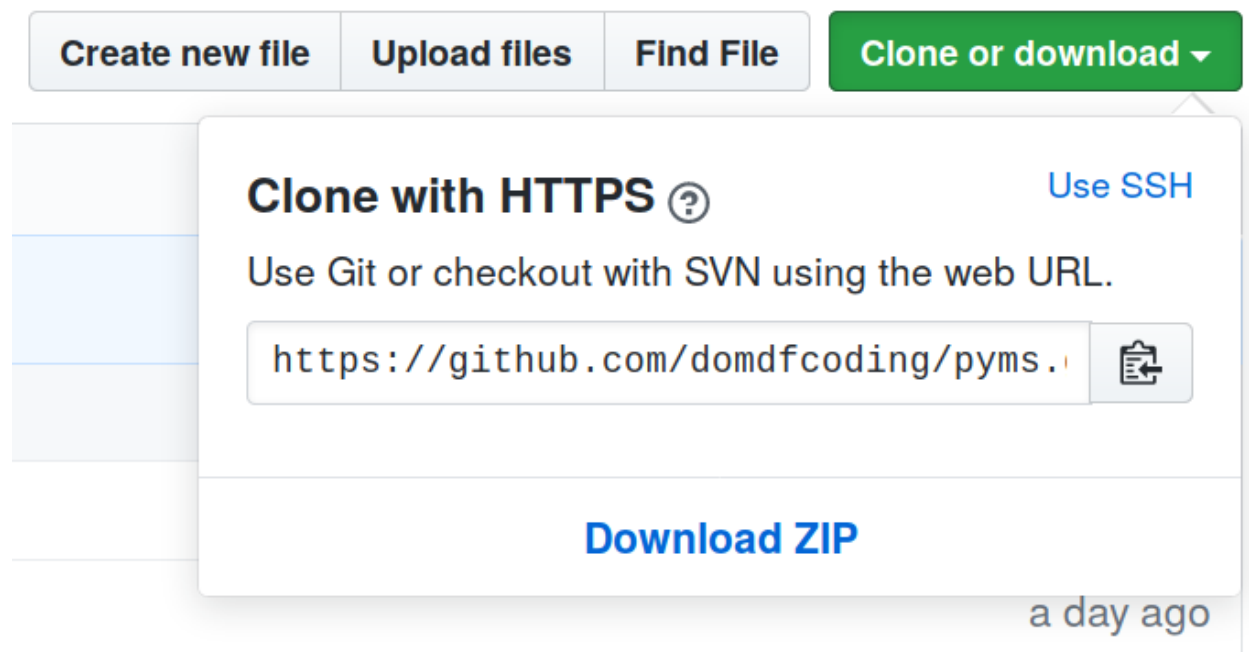 Create new file
Upload files
Find File
Clone or download
Clone with HTTPS
Use SSH
Use Git or checkout with SVN using the web URL.
https://github.com/domdfcoding/pyms.
Download ZIP
a day ago